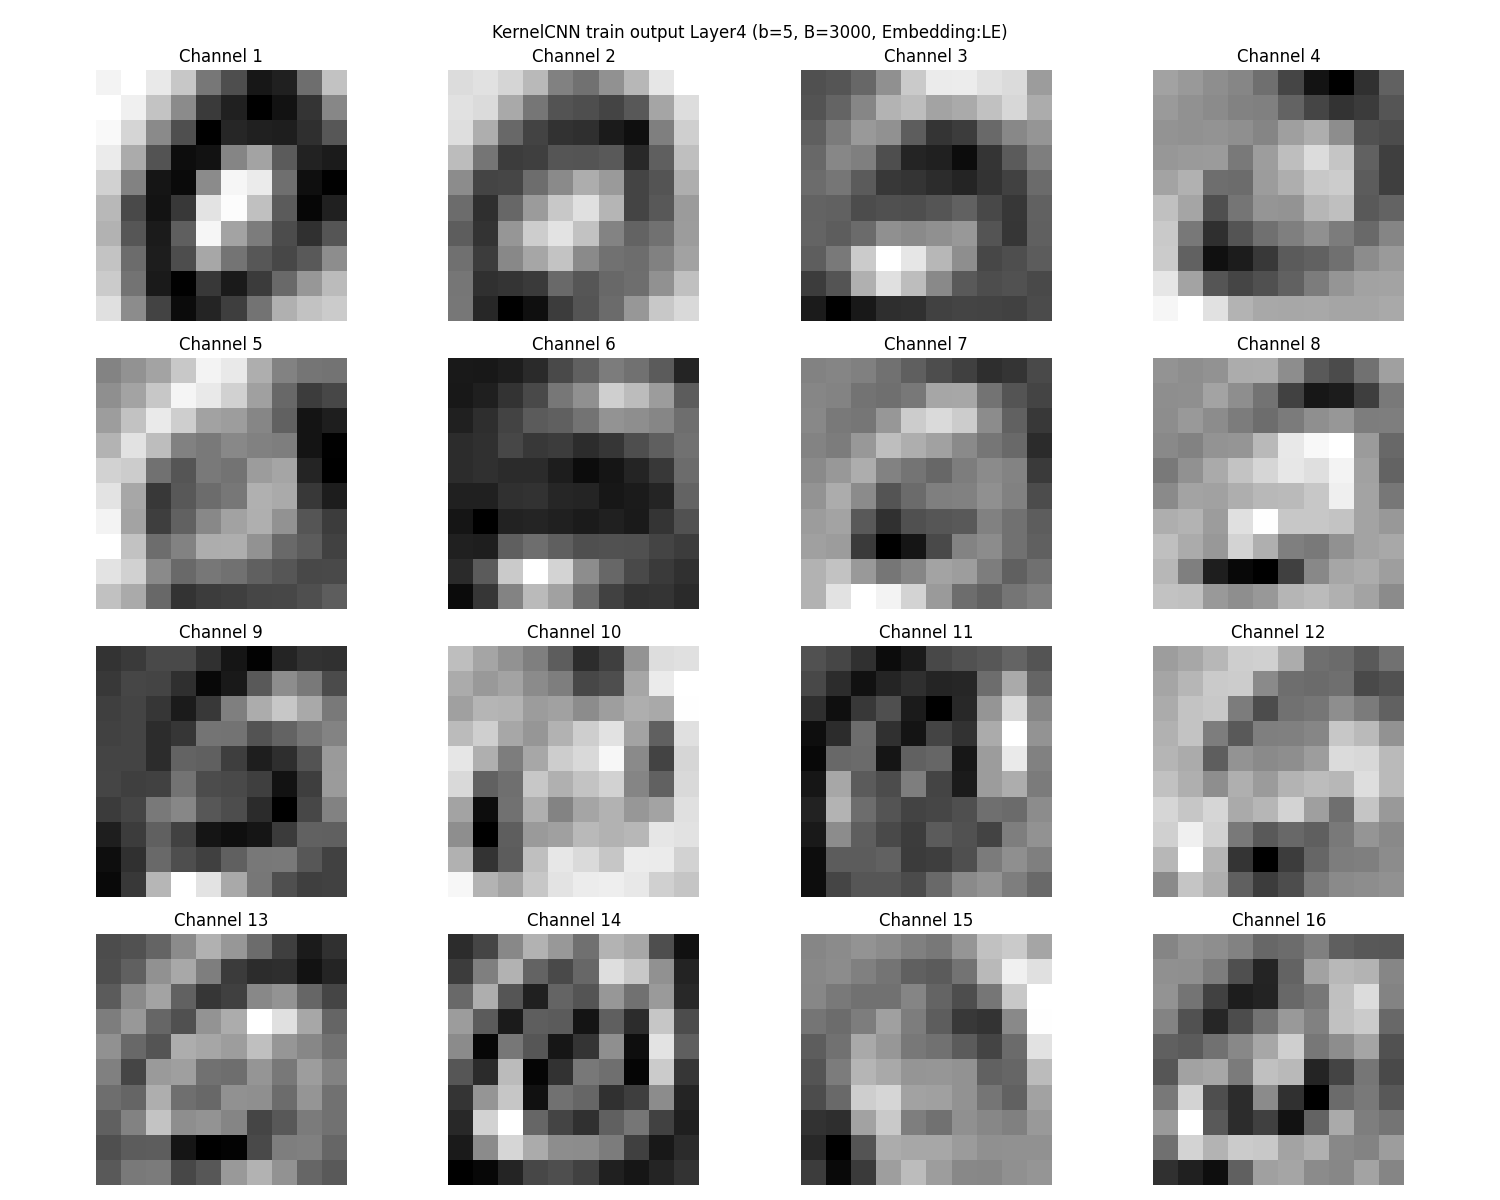 KernelCNN train output Layer4 (b=5, B=3000, Embedding:LE)
Channel 1
Channel 2
Channel 3
Channel 4
Channel 5
Channel 6
Channel 7
Channel 8
Channel 9
Channel 10
Channel 11
Channel 12
Channel 13
Channel 14
Channel 15
Channel 16